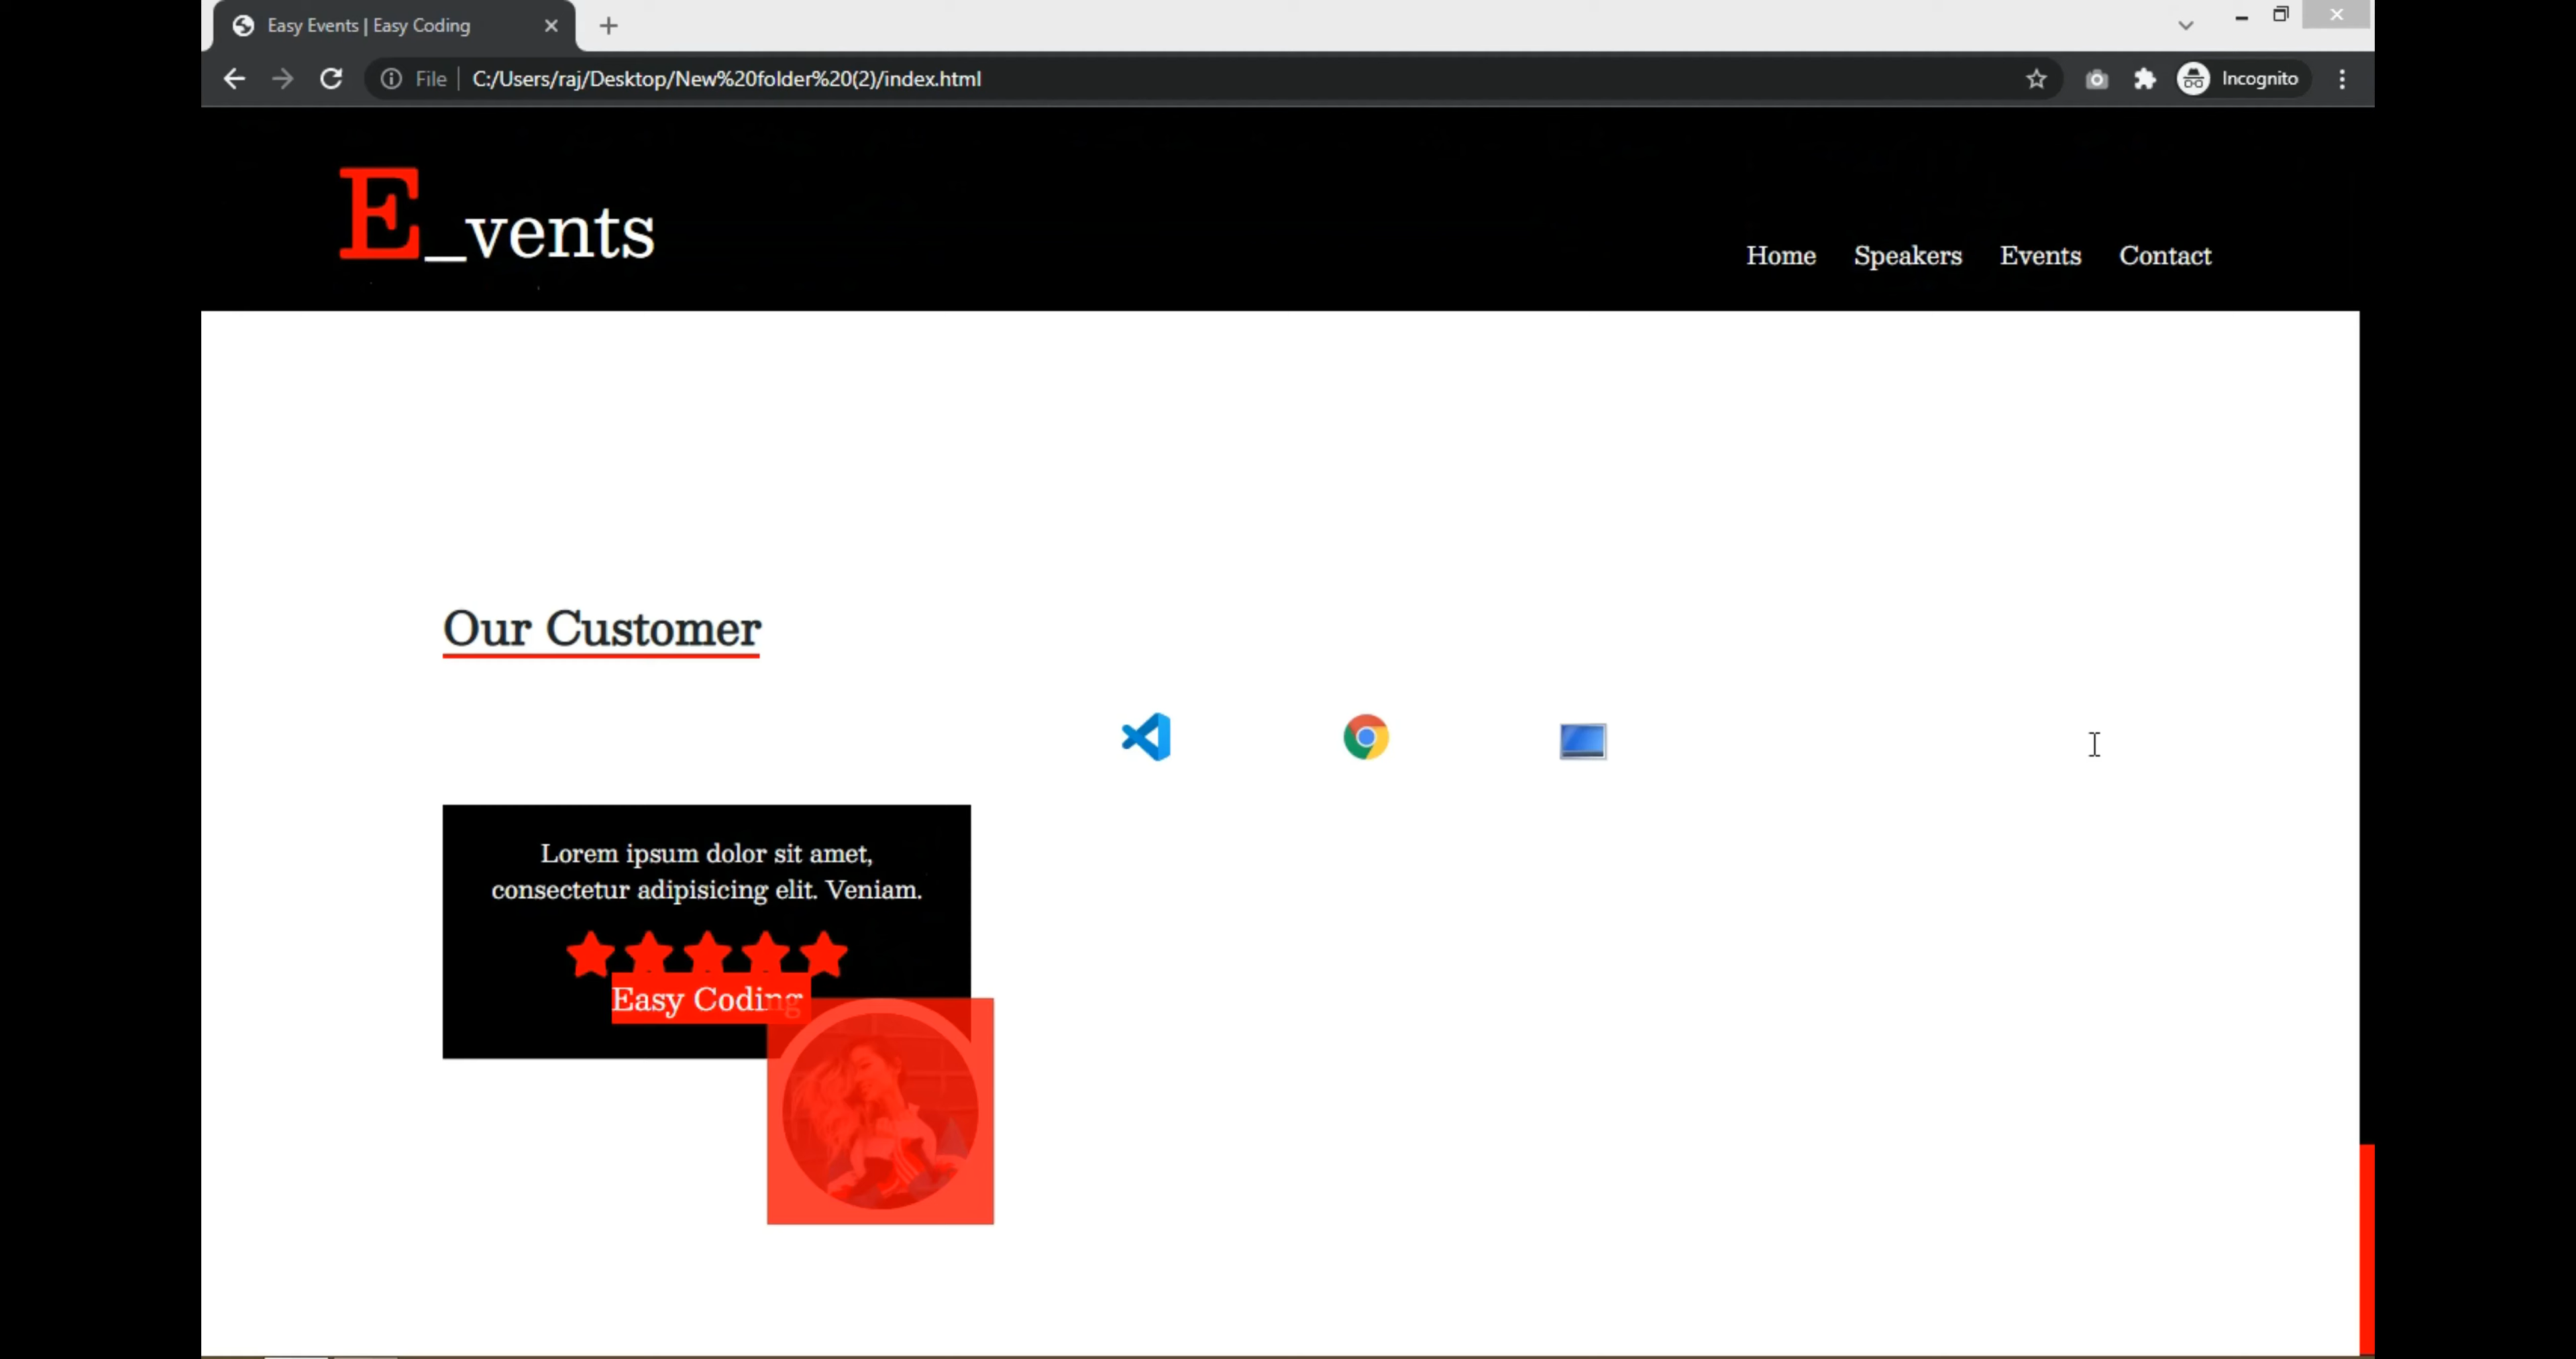 Easy Events | Easy Coding
File C:/Users/raj/Desktop/New%20folder%20(2)/index.html
Incognito
E_vents
Home Speakers Events Contact
Our Customer
Lorem ipsum dolor sit amet,
consectetur adipisicing elit. Veniam.
Easy Coding